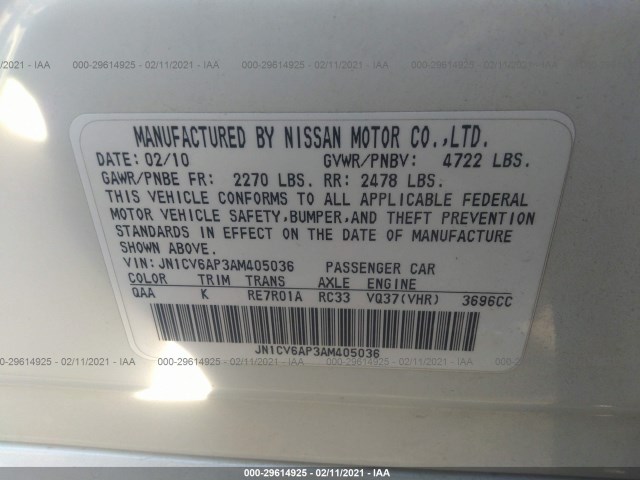 000-29614925 - 02/11/2021 - IAA
MANUFACTURED BY NISSAN MOTOR CO.,LTD.
DATE: 02/10 GVWR/PNBV: 4722 LBS.
GAWR/PNBE FR: 2270 LBS. RR: 2478 LBS.
THIS VEHICLE CONFORMS TO ALL APPLICABLE FEDERAL
MOTOR VEHICLE SAFETY,BUMPER,AND THEFT PREVENTION
STANDARDS IN EFFECT ON THE DATE OF MANUFACTURE
SHOWN ABOVE.
VIN: JN1CV6AP3AM405036 PASSENGER CAR
COLOR TRIM TRANS AXLE ENGINE
QAA K RE7R01A RC33 VQ37(VHR) 3696CC
JN1CV6AP3AM405036
000-29614925 - 02/11/2021 - IAA
000-29614925 - 02/11/2021 - IAA